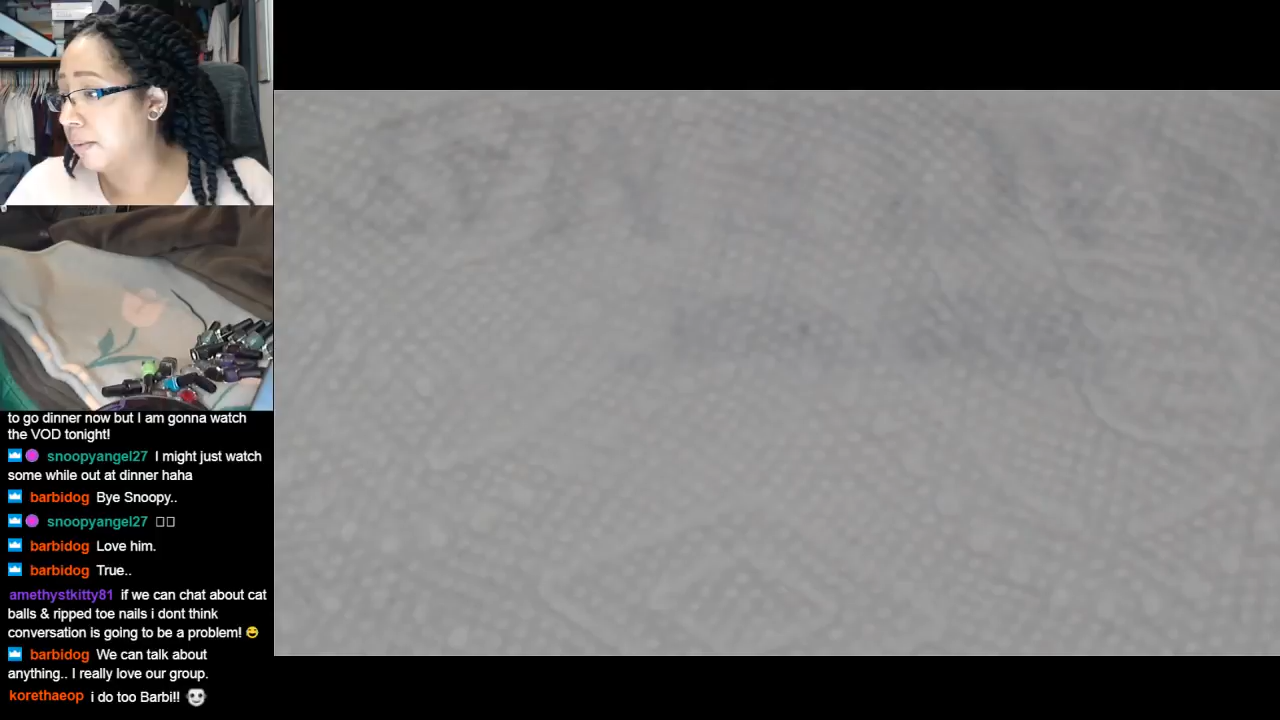 to go dinner now but I am gonna watch
the VOD tonight!
snoopyangel27 I might just watch
some while out at dinner haha
barbidog Bye Snoopy..
snoopyangel27
barbidog Love him.
barbidog True..
amethystkitty81 if we can chat about cat
balls & ripped toe nails i dont think
conversation is going to be a problem! 😂
barbidog We can talk about
anything.. I really love our group.
korethaeop i do too Barbi!!